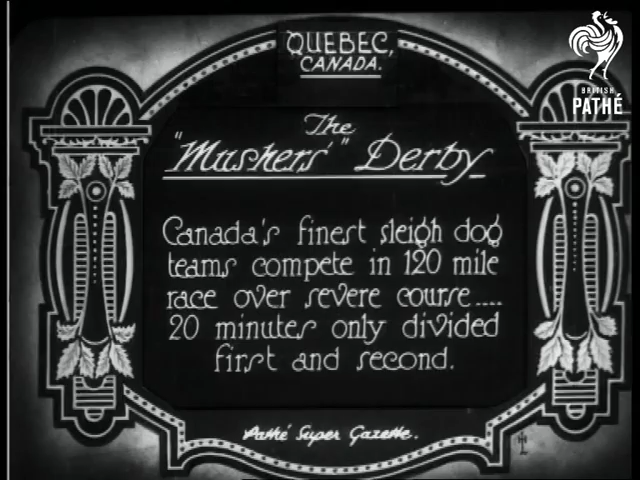 QUEBEC,
CANADA.
BRITISH
PATHÉ
The
"Mushers'" Derby
Canada's finest sleigh dog
teams compete in 120 mile
race over severe course....
20 minutes only divided
first and second.
Pathé Super Gazette.